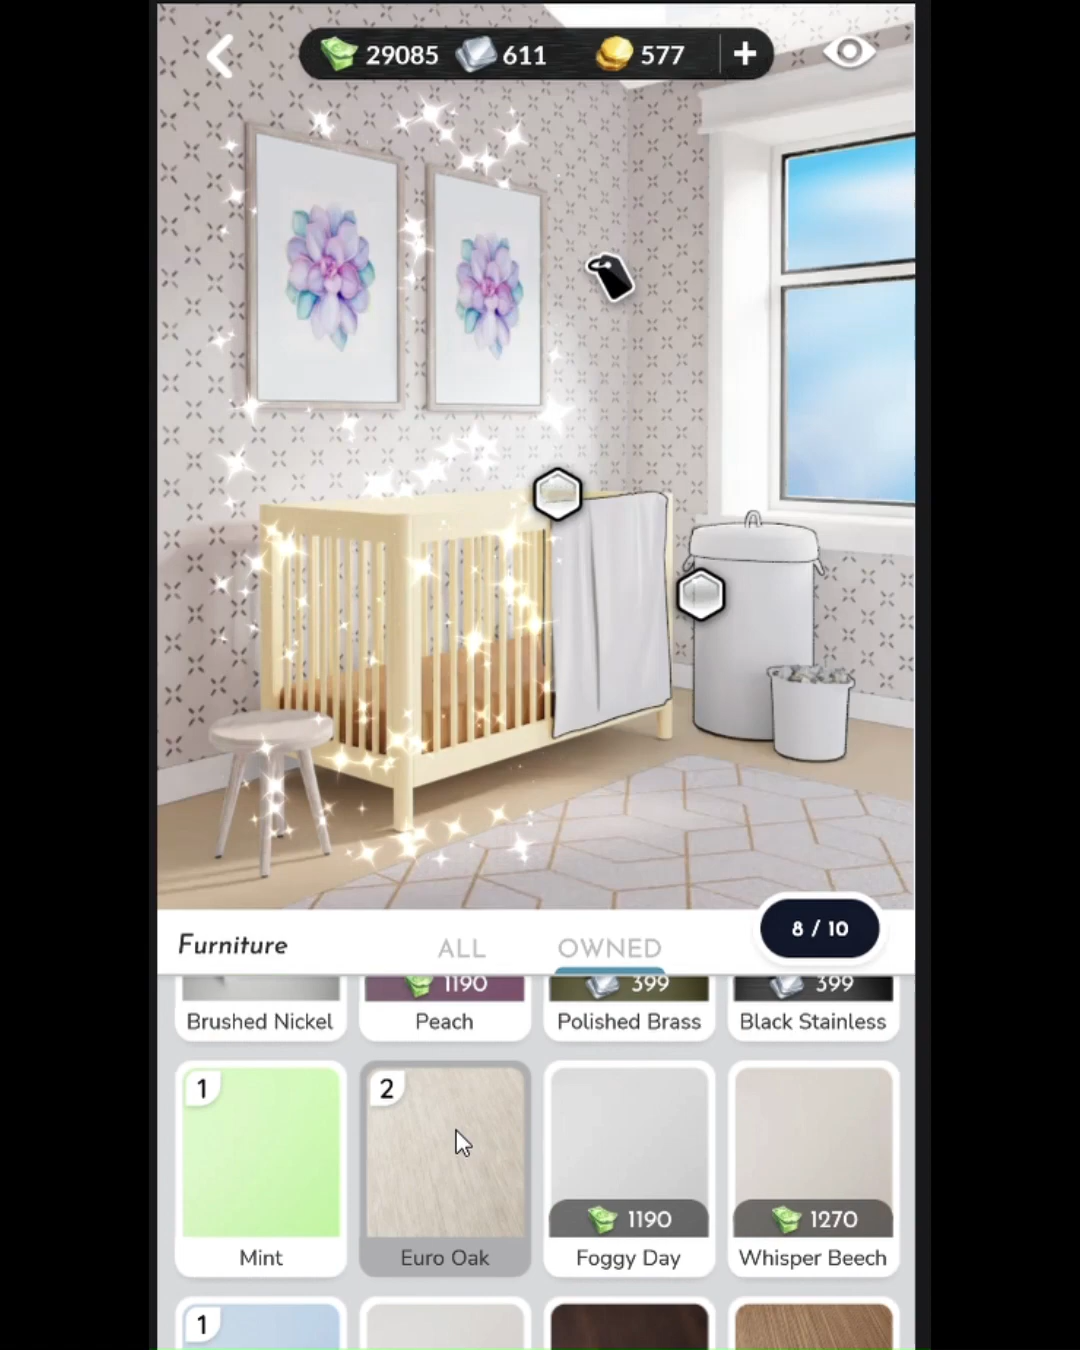 29085 611 577 +
Furniture ALL OWNED 8 / 10
1190 399 399
Brushed Nickel Peach Polished Brass Black Stainless
1 2
1190 1270
Mint Euro Oak Foggy Day Whisper Beech
1